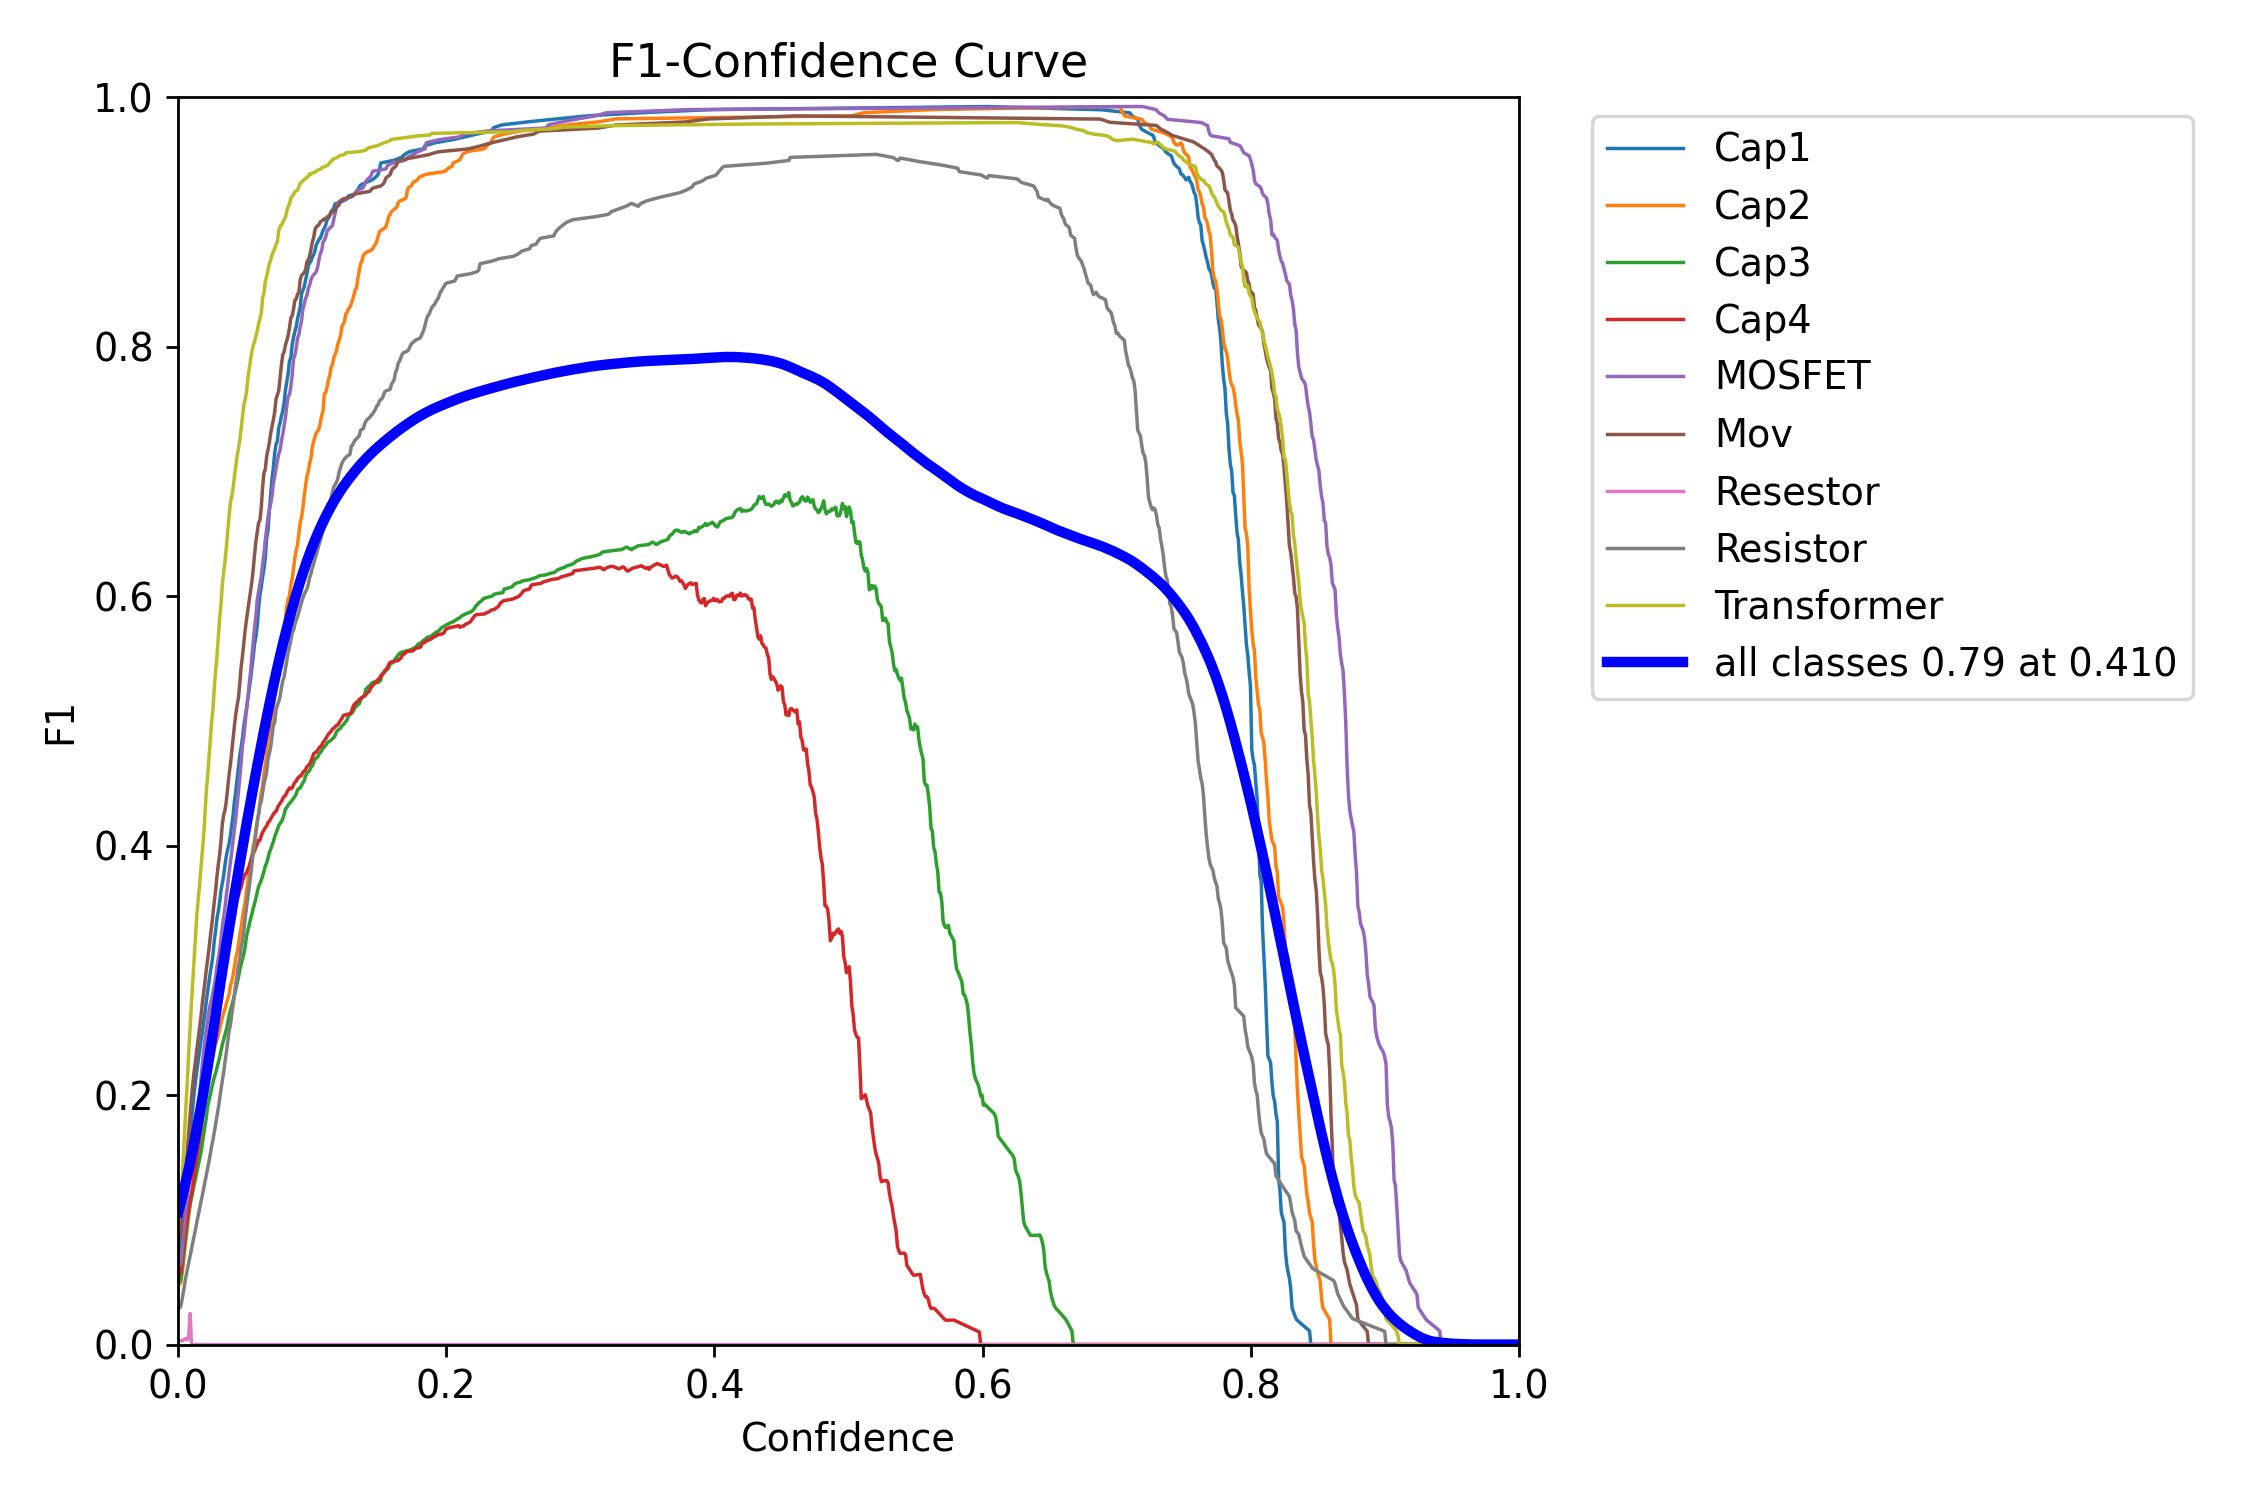 F1-Confidence Curve
1.0
0.8
0.6
0.4
0.2
0.0
F1
0.0 0.2 0.4 0.6 0.8 1.0
Confidence
Cap1
Cap2
Cap3
Cap4
MOSFET
Mov
Resestor
Resistor
Transformer
all classes 0.79 at 0.410